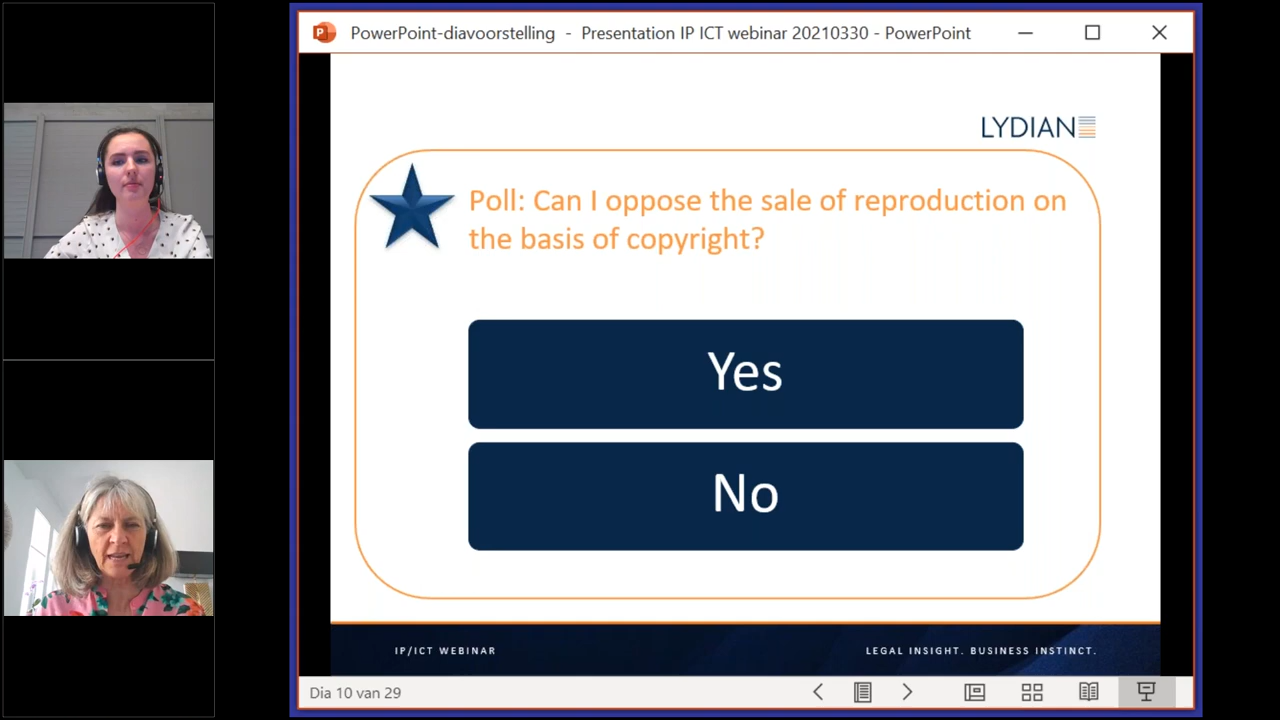 PowerPoint-diavoorstelling - Presentation IP ICT webinar 20210330 - PowerPoint
LYDIAN
Poll: Can I oppose the sale of reproduction on
the basis of copyright?
Yes
No
IP/ICT WEBINAR
LEGAL INSIGHT. BUSINESS INSTINCT.
Dia 10 van 29